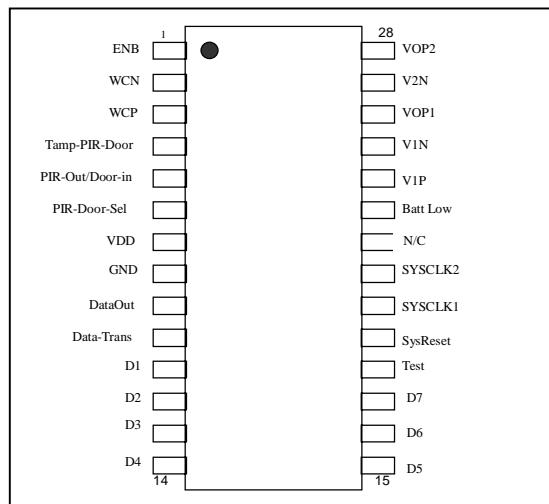 1 28
ENB VOP2
WCN V2N
WCP VOP1
Tamp-PIR-Door V1N
PIR-Out/Door-in V1P
PIR-Door-Sel Batt Low
VDD N/C
GND SYSCLK2
DataOut SYSCLK1
Data-Trans SysReset
D1 Test
D2 D7
D3 D6
D4 D5
14 15